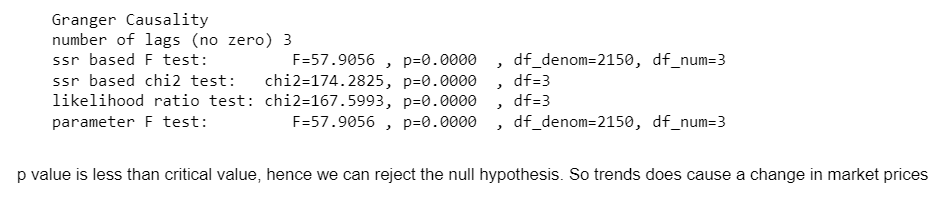 Granger Causality
number of lags (no zero) 3
ssr based F test:         F=57.9056 , p=0.0000  , df_denom=2150, df_num=3
ssr based chi2 test:   chi2=174.2825, p=0.0000  , df=3
likelihood ratio test: chi2=167.5993, p=0.0000  , df=3
parameter F test:         F=57.9056 , p=0.0000  , df_denom=2150, df_num=3
p value is less than critical value, hence we can reject the null hypothesis. So trends does cause a change in market prices